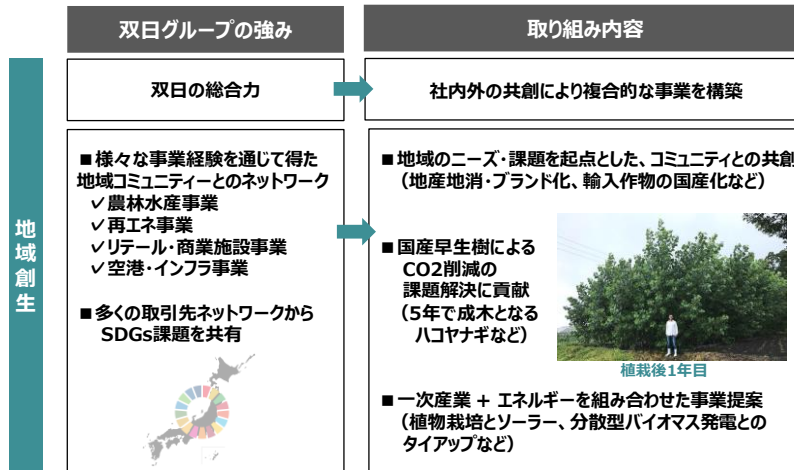 双日グループの強み
取り組み内容
地域創生
双日の総合力
社内外の共創により複合的な事業を構築
■様々な事業経験を通じて得た
地域コミュニティーとのネットワーク
✓農林水産事業
✓再エネ事業
✓リテール・商業施設事業
✓空港・インフラ事業
■多くの取引先ネットワークから
SDGs課題を共有
■地域のニーズ・課題を起点とした、コミュニティとの共創
（地産地消・ブランド化、輸入作物の国産化など）
■国産早生樹による
CO2削減の
課題解決に貢献
（5年で成木となる
ハコヤナギなど）
植栽後1年目
■一次産業 + エネルギーを組み合わせた事業提案
（植物栽培とソーラー、分散型バイオマス発電との
タイアップなど）